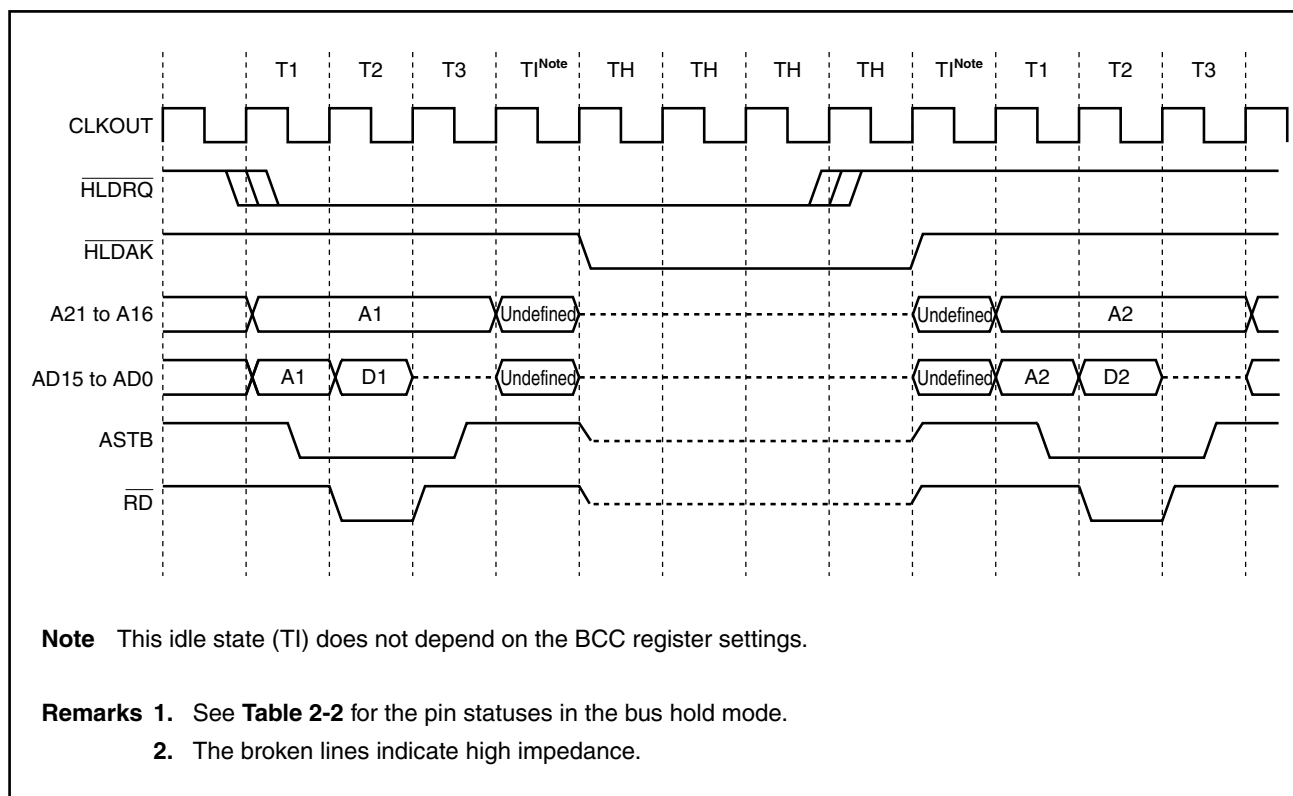 T1 T2 T3 TINote TH TH TH TH TINote T1 T2 T3
CLKOUT
HLDRQ
HLDAK
A21 to A16 A1 Undefined Undefined A2
AD15 to AD0 A1 D1 Undefined Undefined A2 D2
ASTB
RD
Note This idle state (TI) does not depend on the BCC register settings.
Remarks 1. See Table 2-2 for the pin statuses in the bus hold mode.
2. The broken lines indicate high impedance.